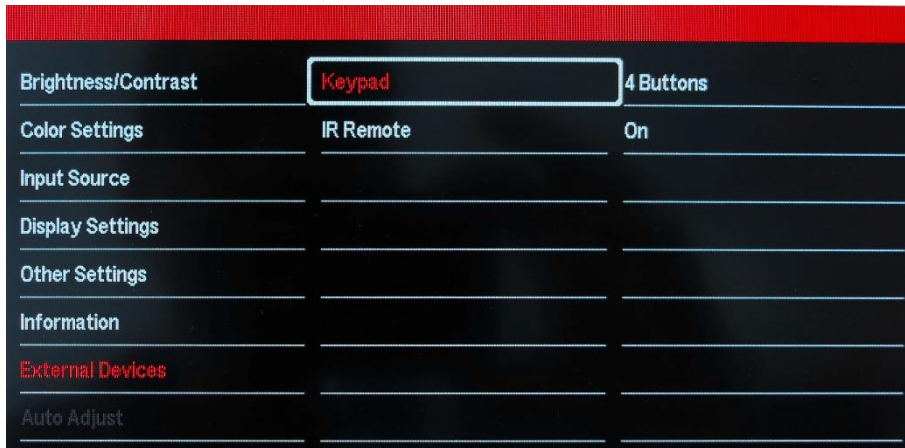 Brightness/Contrast Keypad 4 Buttons
Color Settings IR Remote On
Input Source
Display Settings
Other Settings
Information
External Devices
Auto Adjust